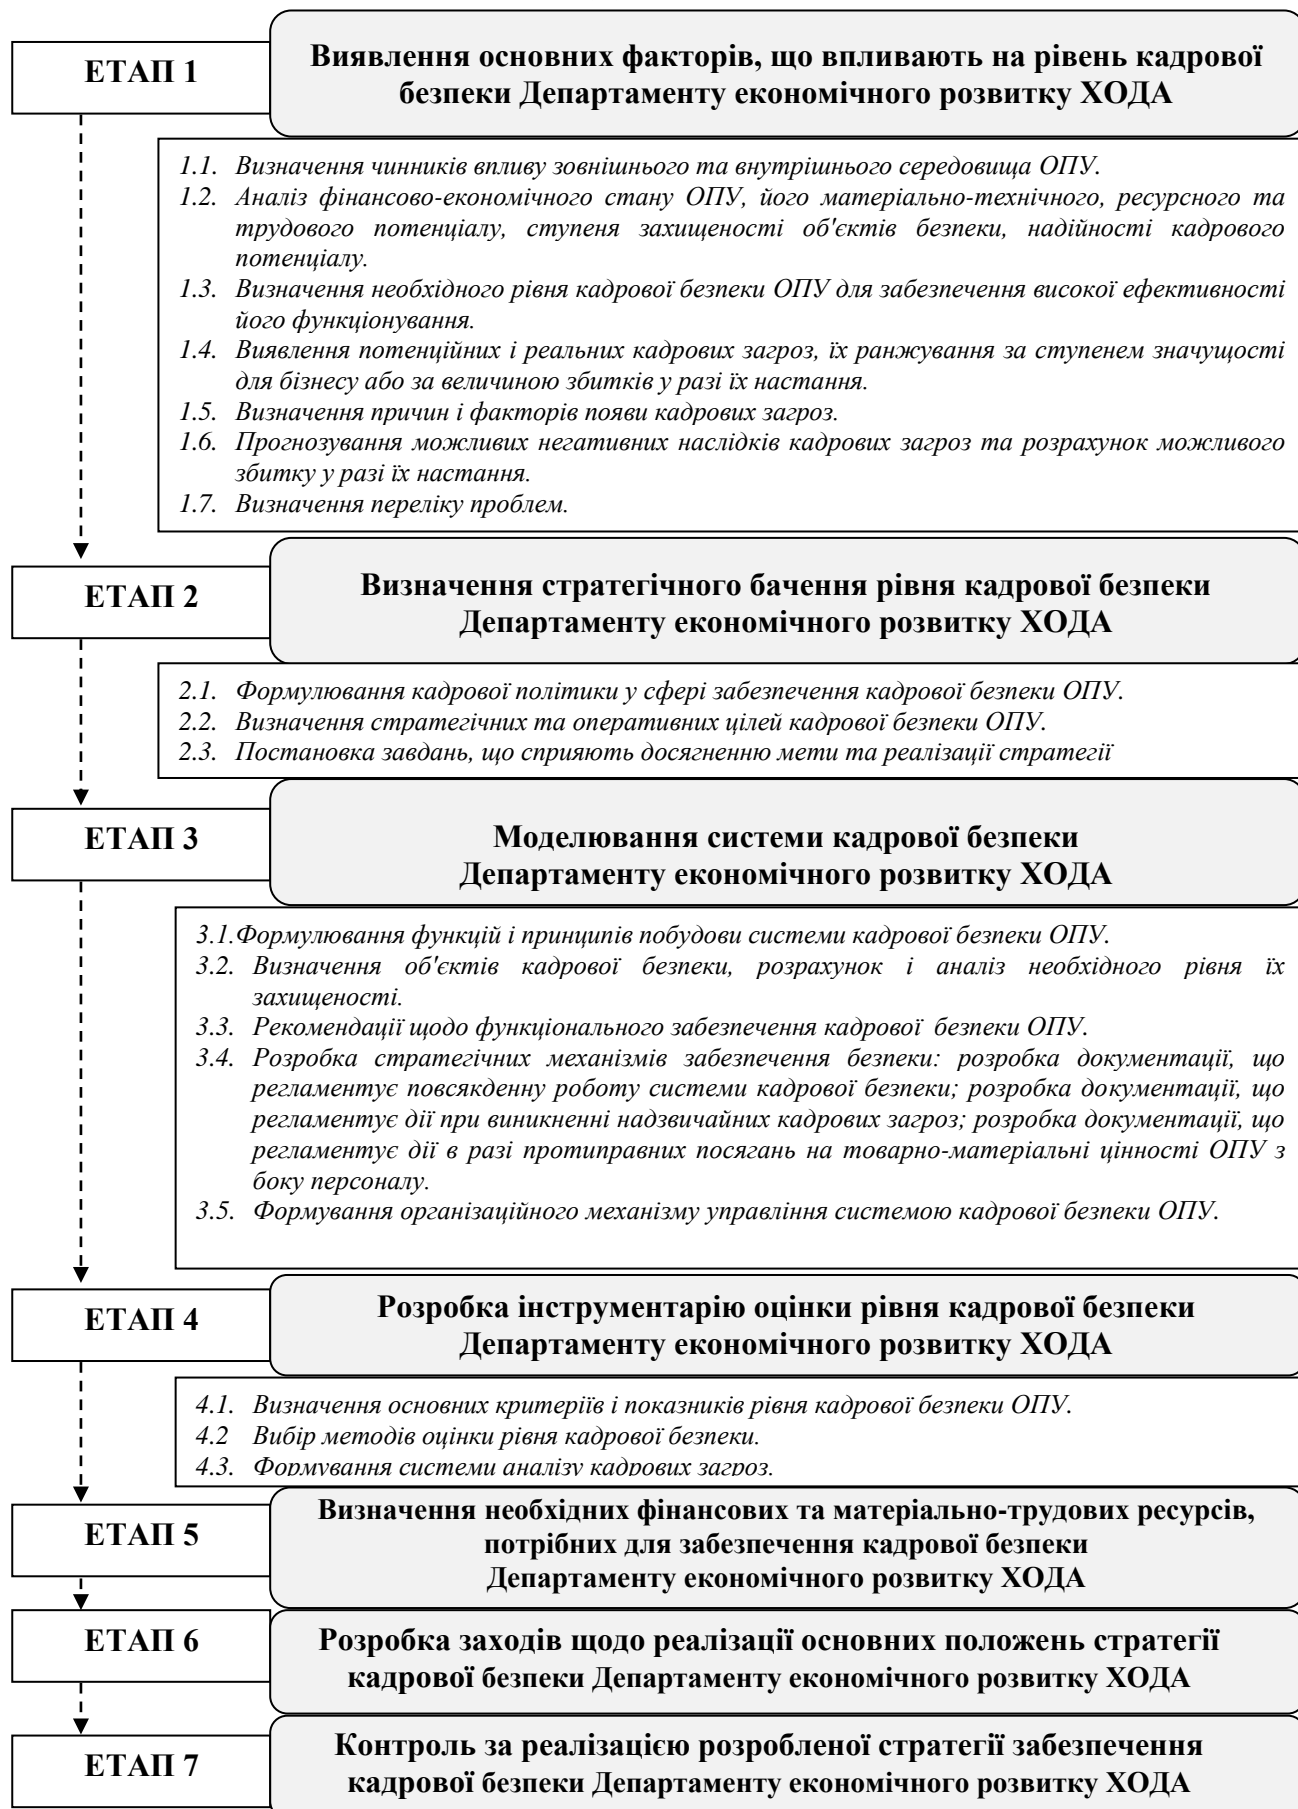 ЕТАП 1
Виявлення основних факторів, що впливають на рівень кадрової
безпеки Департаменту економічного розвитку ХОДА
1.1. Визначення чинників впливу зовнішнього та внутрішнього середовища ОПУ.
1.2. Аналіз фінансово-економічного стану ОПУ, його матеріально-технічного, ресурсного та
трудового потенціалу, ступеня захищеності об'єктів безпеки, надійності кадрового
потенціалу.
1.3. Визначення необхідного рівня кадрової безпеки ОПУ для забезпечення високої ефективності
його функціонування.
1.4. Виявлення потенційних і реальних кадрових загроз, їх ранжування за ступенем значущості
для бізнесу або за величиною збитків у разі їх настання.
1.5. Визначення причин і факторів появи кадрових загроз.
1.6. Прогнозування можливих негативних наслідків кадрових загроз та розрахунок можливого
збитку у разі їх настання.
1.7. Визначення переліку проблем.
ЕТАП 2
Визначення стратегічного бачення рівня кадрової безпеки
Департаменту економічного розвитку ХОДА
2.1. Формулювання кадрової політики у сфері забезпечення кадрової безпеки ОПУ.
2.2. Визначення стратегічних та оперативних цілей кадрової безпеки ОПУ.
2.3. Постановка завдань, що сприяють досягненню мети та реалізації стратегії
ЕТАП 3
Моделювання системи кадрової безпеки
Департаменту економічного розвитку ХОДА
3.1.Формулювання функцій і принципів побудови системи кадрової безпеки ОПУ.
3.2. Визначення об'єктів кадрової безпеки, розрахунок і аналіз необхідного рівня їх
захищеності.
3.3. Рекомендації щодо функціонального забезпечення кадрової безпеки ОПУ.
3.4. Розробка стратегічних механізмів забезпечення безпеки: розробка документації, що
регламентує повсякденну роботу системи кадрової безпеки; розробка документації, що
регламентує дії при виникненні надзвичайних кадрових загроз; розробка документації, що
регламентує дії в разі протиправних посягань на товарно-матеріальні цінності ОПУ з
боку персоналу.
3.5. Формування організаційного механізму управління системою кадрової безпеки ОПУ.
ЕТАП 4
Розробка інструментарію оцінки рівня кадрової безпеки
Департаменту економічного розвитку ХОДА
4.1. Визначення основних критеріїв і показників рівня кадрової безпеки ОПУ.
4.2 Вибір методів оцінки рівня кадрової безпеки.
4.3. Формування системи аналізу кадрових загроз.
ЕТАП 5
Визначення необхідних фінансових та матеріально-трудових ресурсів,
потрібних для забезпечення кадрової безпеки
Департаменту економічного розвитку ХОДА
ЕТАП 6
Розробка заходів щодо реалізації основних положень стратегії
кадрової безпеки Департаменту економічного розвитку ХОДА
ЕТАП 7
Контроль за реалізацією розробленої стратегії забезпечення
кадрової безпеки Департаменту економічного розвитку ХОДА